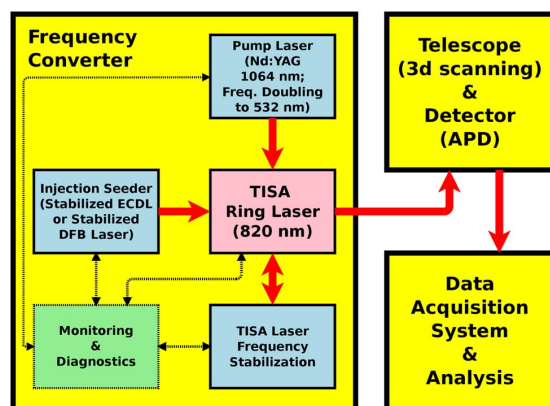 Frequency
Converter
Pump Laser
(Nd:YAG
1064 nm;
Freq. Doubling
to 532 nm)
Injection Seeder
(Stabilized ECDL
or Stabilized
DFB Laser)
TISA
Ring Laser
(820 nm)
Monitoring
&
Diagnostics
TISA Laser
Frequency
Stabilization
Telescope
(3d scanning)
&
Detector
(APD)
Data
Acquisition
System
&
Analysis